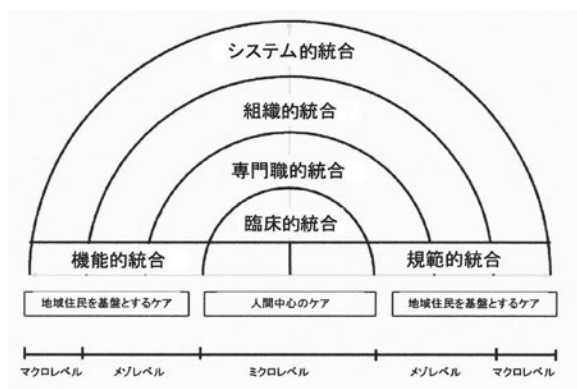 システム的統合
組織的統合
専門職的統合
臨床的統合
機能的統合
規範的統合
地域住民を基盤とするケア
人間中心のケア
地域住民を基盤とするケア
マクロレベル
メゾレベル
ミクロレベル
メゾレベル
マクロレベル